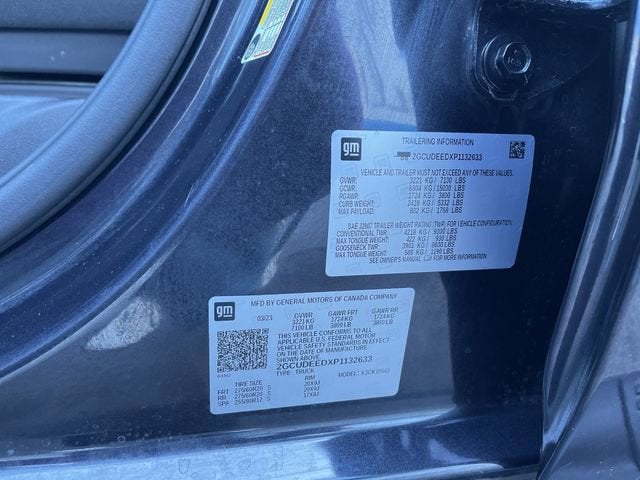 gm
TRAILERING INFORMATION
2GCUDEEDXP1132633
VEHICLE AND TRAILER MUST NOT EXCEED ANY OF THESE VALUES.
GVWR: 3221 KG / 7100 LBS
GCWR: 6804 KG / 15000 LBS
RGAWR: 1724 KG / 3800 LBS
CURB WEIGHT: 2419 KG / 5332 LBS
MAX PAYLOAD: 802 KG / 1768 LBS
SAE J2807 TRAILER WEIGHT RATING (TWR) FOR VEHICLE CONFIGURATION
CONVENTIONAL TWR: 4218 KG / 9300 LBS
MAX TONGUE WEIGHT: 422 KG / 930 LBS
GOOSENECK TWR: 3901 KG / 8600 LBS
MAX TONGUE WEIGHT: 585 KG / 1290 LBS
SEE OWNER'S MANUAL FOR MORE INFORMATION
gm
MFD BY GENERAL MOTORS OF CANADA COMPANY
03/23 GVWR GAWR FRT GAWR RR
3221 KG 1724 KG 1724 KG
7100 LB 3800 LB 3800 LB
THIS VEHICLE CONFORMS TO ALL
APPLICABLE U.S. FEDERAL MOTOR
VEHICLE SAFETY STANDARDS IN
EFFECT ON THE DATE OF MANUFACTURE
SHOWN ABOVE.
2GCUDEEDXP1132633
TYPE: TRUCK MODEL: K1CK10543
TIRE SIZE RIM
FRT 275/60R20 S 20X9J
RR 275/60R20 S 20X9J
SPA 255/80R17 S 17X8J